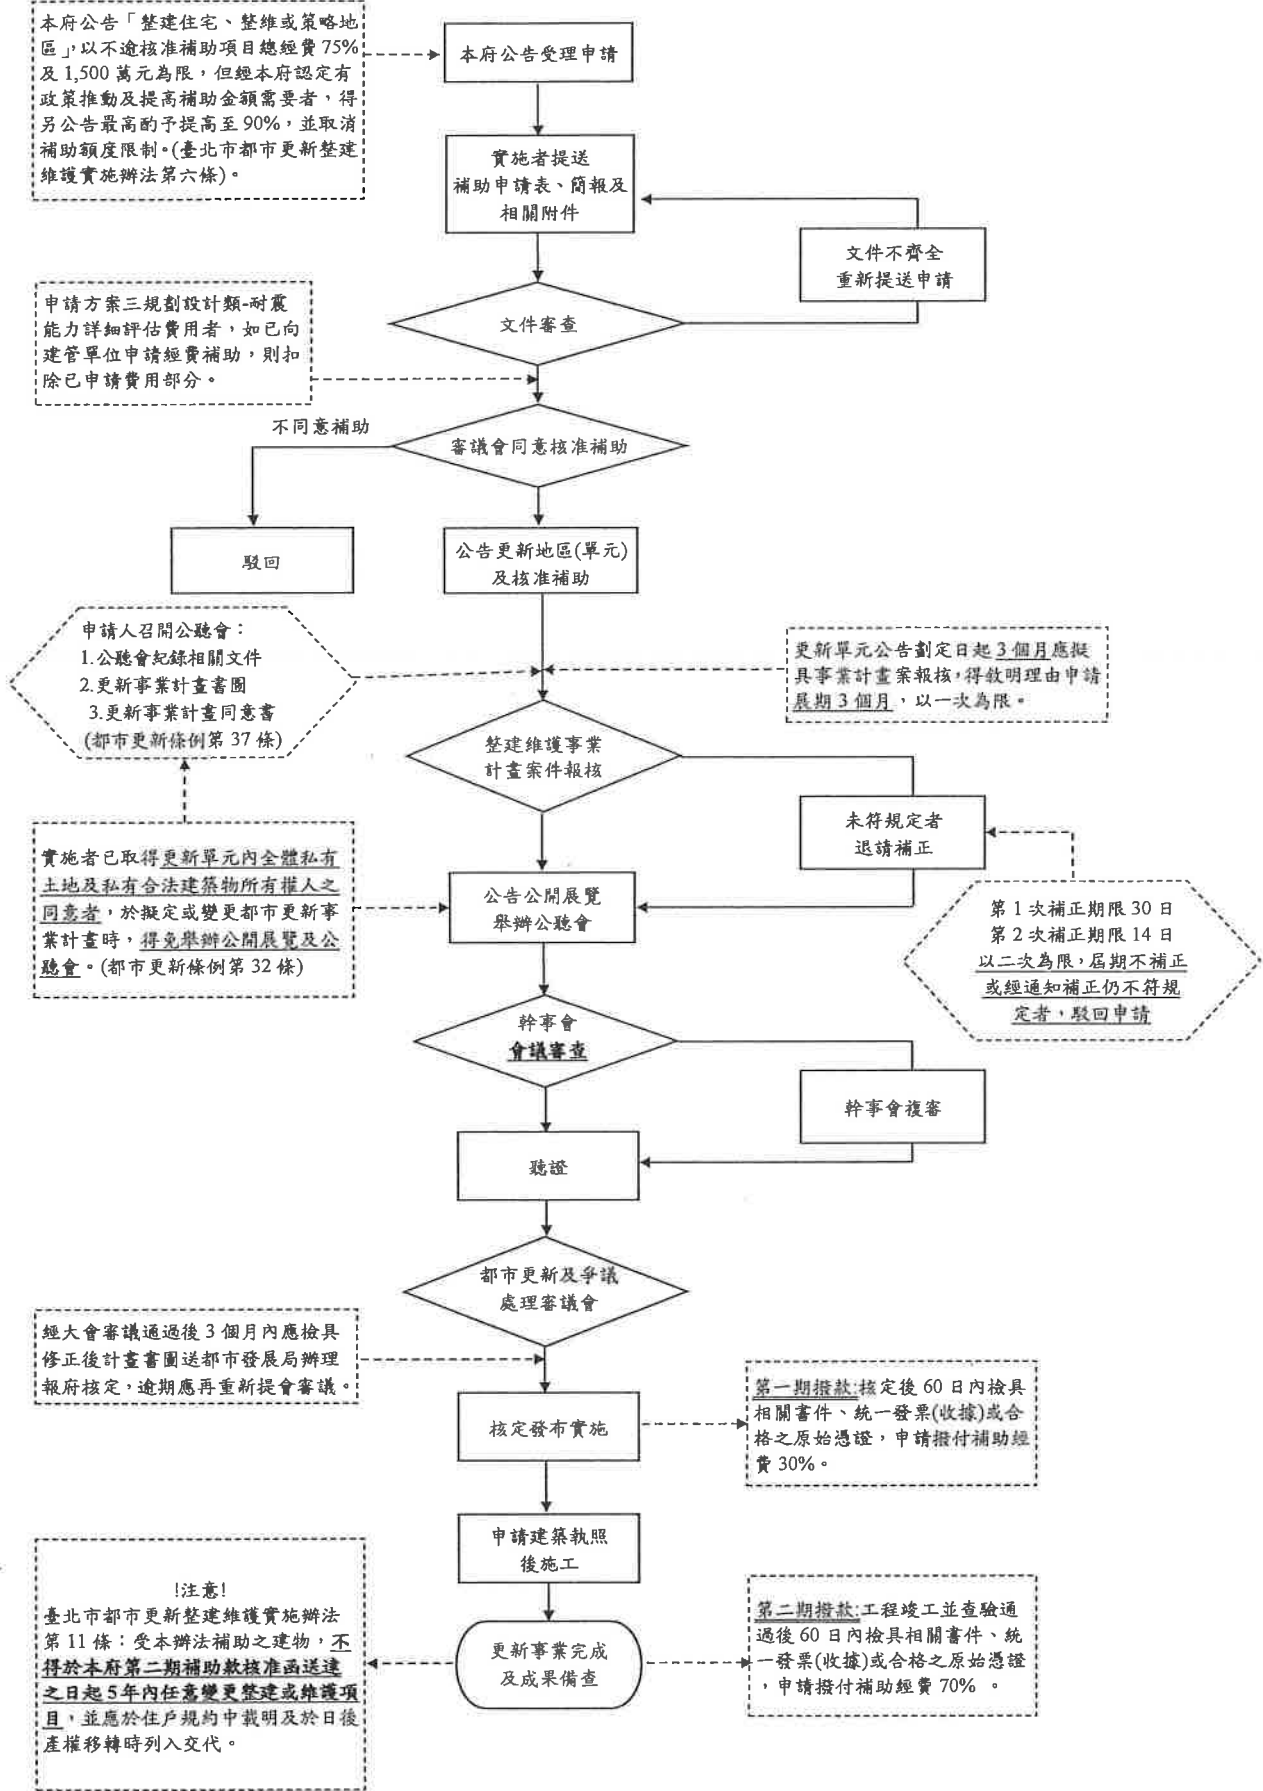 本府公告「整建住宅、整維或策略地
區」,以不逾核准補助項目總經費 75%
及 1,500 萬元為限，但經本府認定有
政策推動及提高補助金額需要者，得
另公告最高酌予提高至 90%，並取消
補助額度限制。(臺北市都市更新整建
維護實施辦法第六條)。
本府公告受理申請
實施者提送
補助申請表、簡報及
相關附件
文件不齊全
重新提送申請
申請方案三規劃設計類-耐震
能力詳細評估費用者，如已向
建管單位申請經費補助，則扣
除已申請費用部分。
文件審查
不同意補助
審議會同意核准補助
駁回
公告更新地區(單元)
及核准補助
申請人召開公聽會：
1.公聽會紀錄相關文件
2.更新事業計畫書圖
3.更新事業計畫同意書
(都市更新條例第 37 條)
更新單元公告劃定日起 3 個月應擬
具事業計畫案報核,得敘明理由申請
展期 3 個月，以一次為限。
整建維護事業
計畫案件報核
未符規定者
退請補正
實施者已取得更新單元內全體私有
土地及私有合法建築物所有權人之
同意者，於擬定或變更都市更新事
業計畫時，得免舉辦公開展覽及公
聽會。(都市更新條例第 32 條)
公告公開展覽
舉辦公聽會
第 1 次補正期限 30 日
第 2 次補正期限 14 日
以二次為限，屆期不補正
或經通知補正仍不符規
定者，駁回申請
幹事會
會議審查
幹事會複審
聽證
都市更新及爭議
處理審議會
經大會審議通過後 3 個月內應檢具
修正後計畫書圖送都市發展局辦理
報府核定，逾期應再重新提會審議。
核定發布實施
第一期撥款:核定後 60 日內檢具
相關書件、統一發票(收據)或合
格之原始憑證，申請撥付補助經
費 30%。
申請建築執照
後施工
!注意!
臺北市都市更新整建維護實施辦法
第 11 條：受本辦法補助之建物，不
得於本府第二期補助款核准函送達
之日起 5 年內任意變更整建或維護項
目，並應於住戶規約中載明及於日後
產權移轉時列入交代。
更新事業完成
及成果備查
第二期撥款:工程竣工並查驗通
過後 60 日內檢具相關書件、統
一發票(收據)或合格之原始憑證
，申請撥付補助經費 70% 。